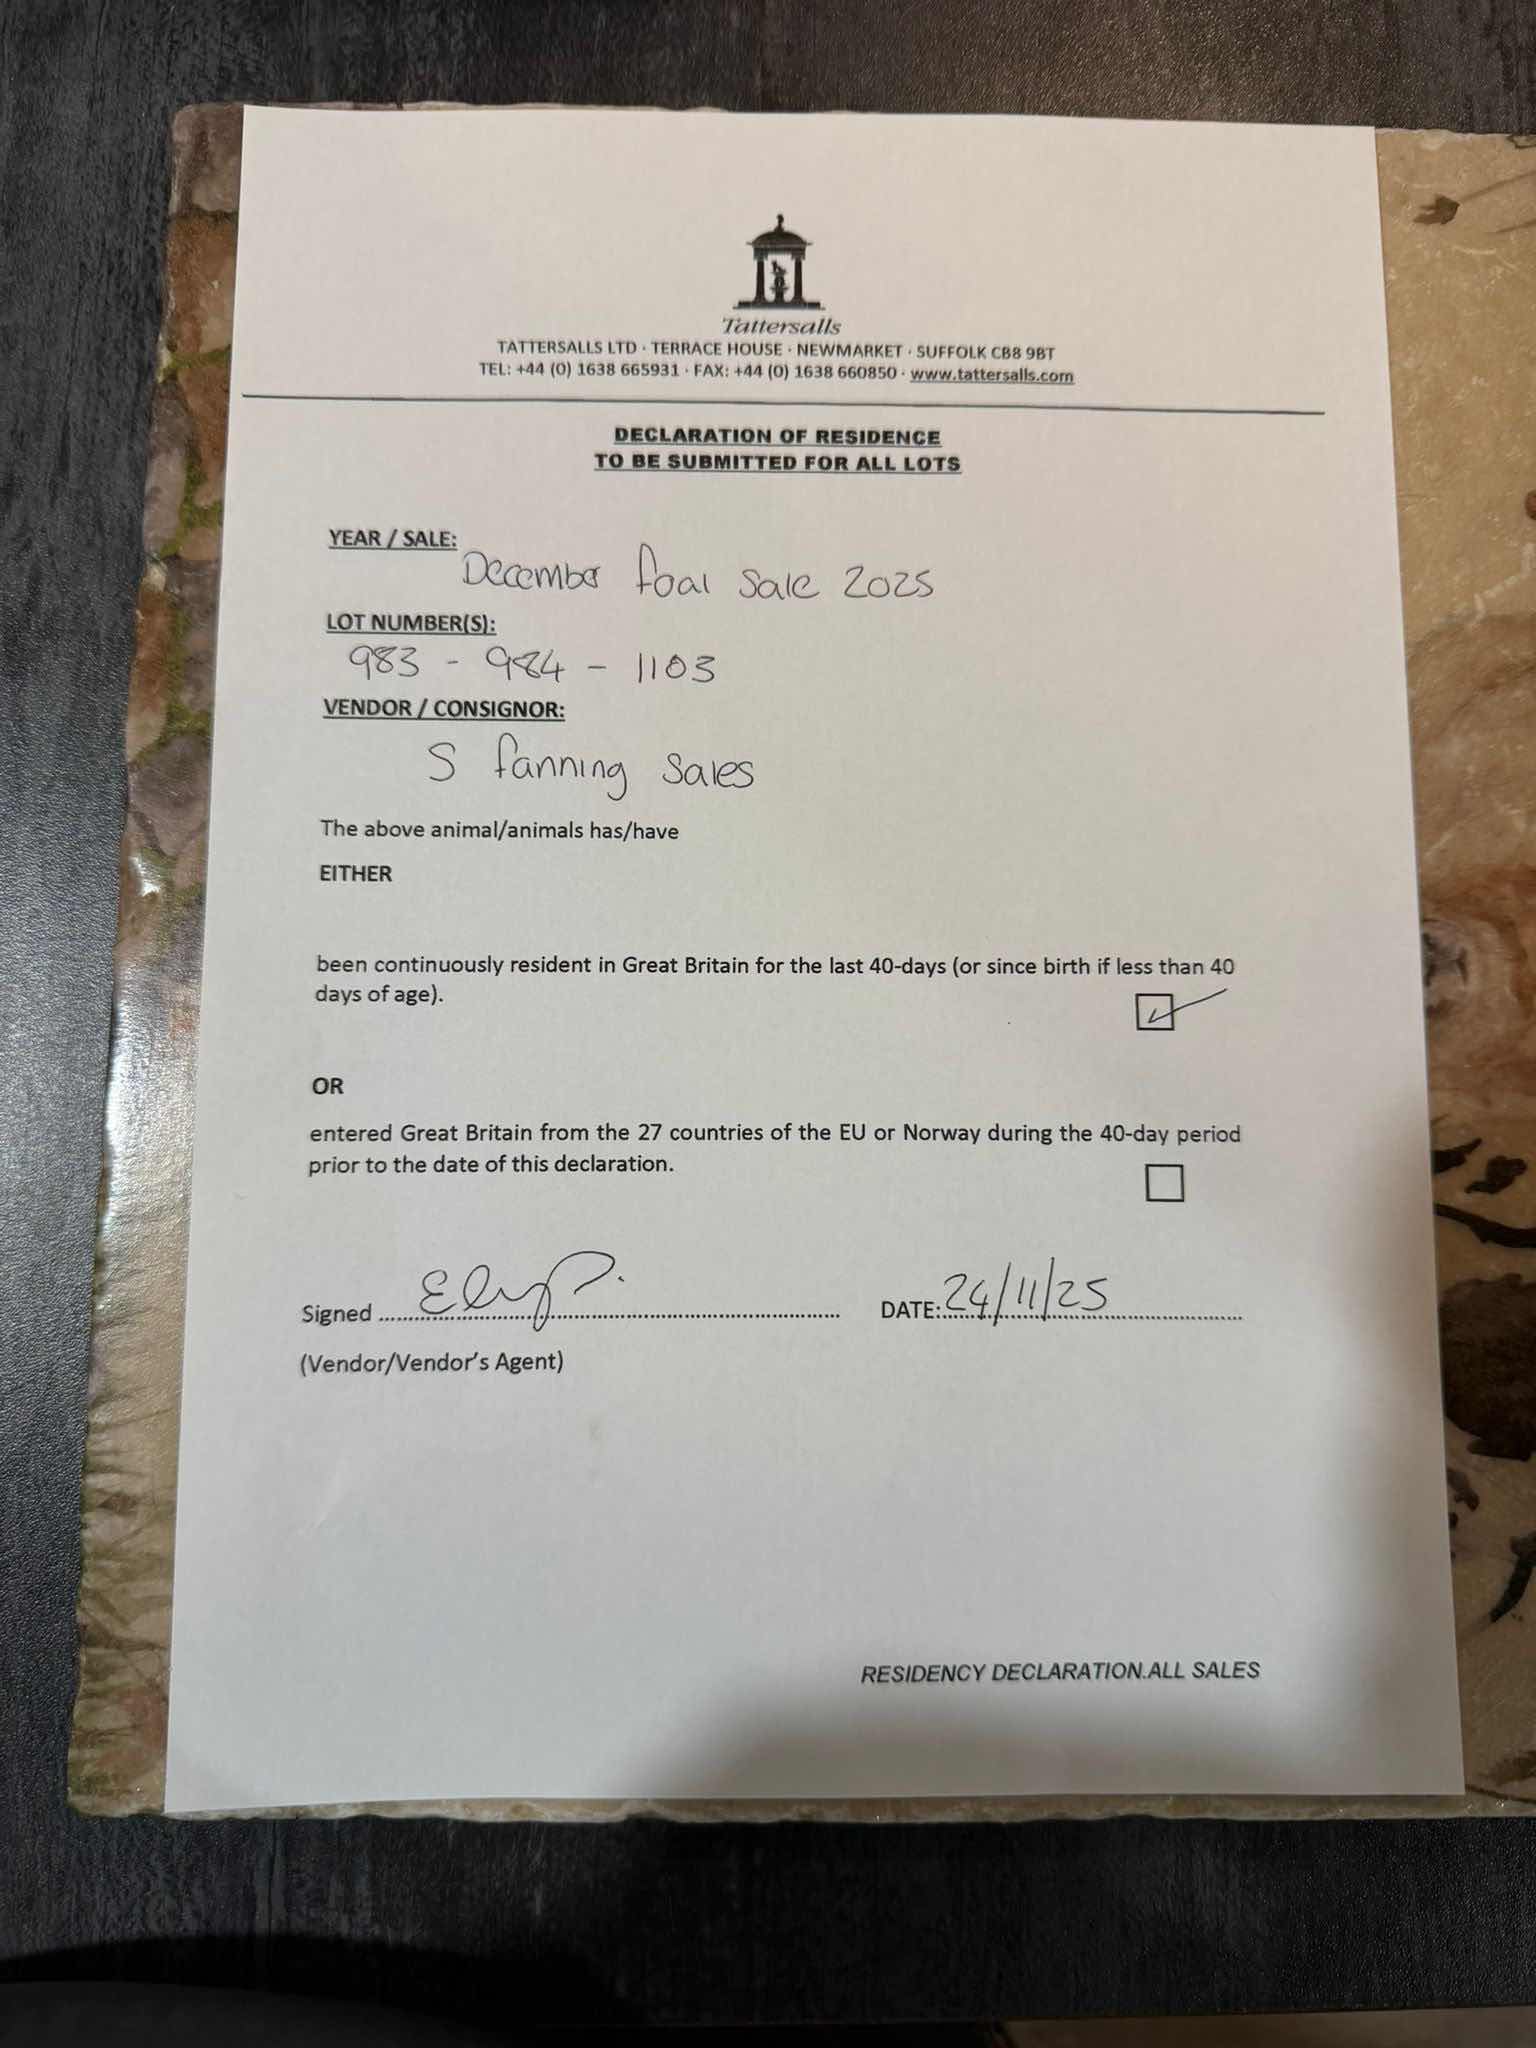 Tattersalls
TATTERSALLS LTD · TERRACE HOUSE · NEWMARKET · SUFFOLK CB8 9BT
TEL: +44 (0) 1638 665931 · FAX: +44 (0) 1638 660850 · www.tattersalls.com
DECLARATION OF RESIDENCE
TO BE SUBMITTED FOR ALL LOTS
YEAR / SALE:
December foal sale 2025
LOT NUMBER(S):
983 - 984 - 1103
VENDOR / CONSIGNOR:
S fanning sales
The above animal/animals has/have
EITHER
been continuously resident in Great Britain for the last 40-days (or since birth if less than 40
days of age).
OR
entered Great Britain from the 27 countries of the EU or Norway during the 40-day period
prior to the date of this declaration.
Signed DATE: 24/11/25
(Vendor/Vendor's Agent)
RESIDENCY DECLARATION.ALL SALES